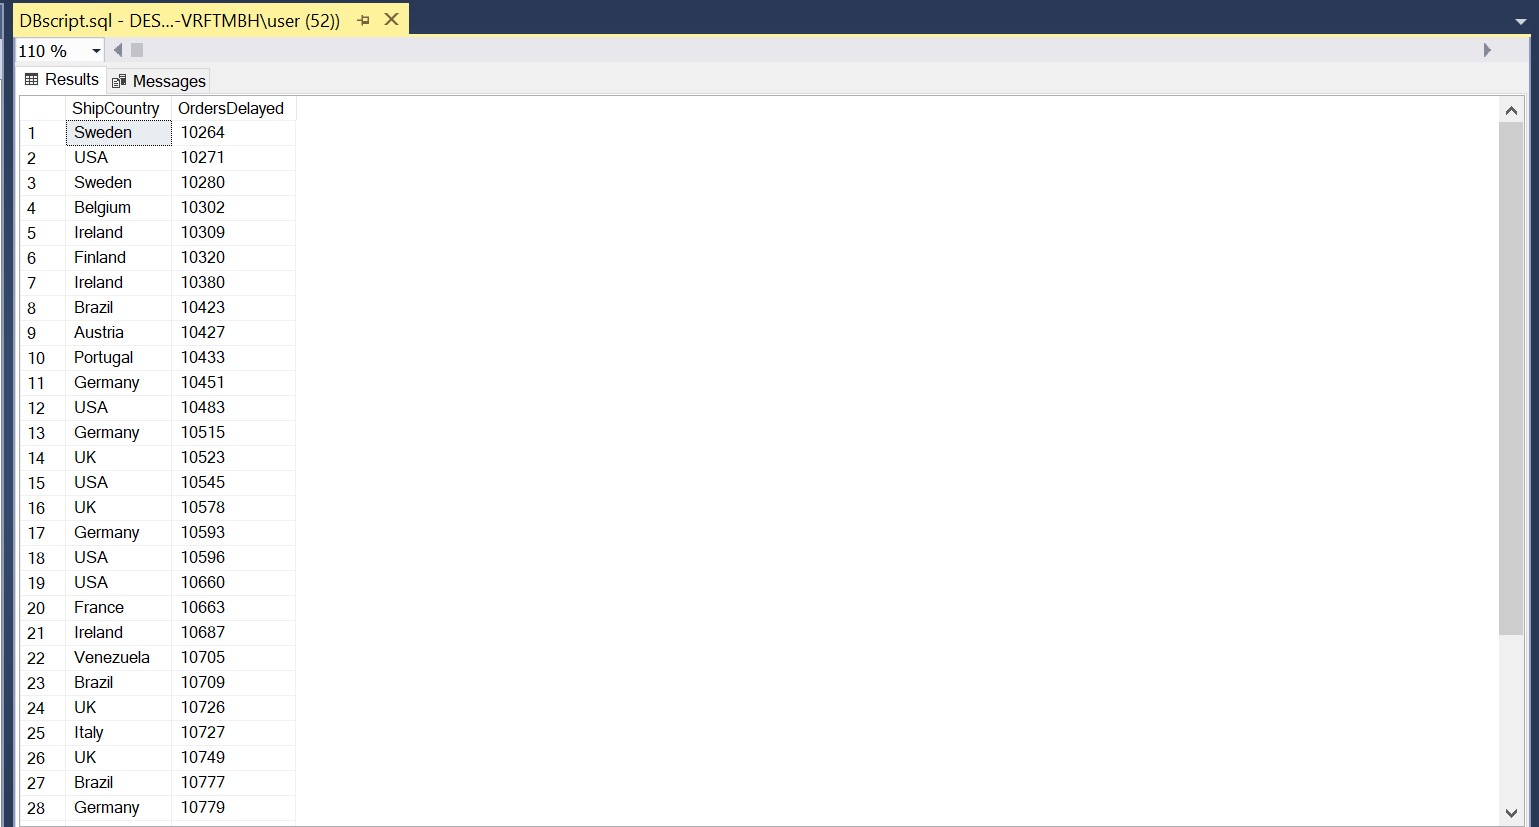 DBscript.sql - DES...-VRFTMBH\user (52))
110 %
Results Messages
ShipCountry OrdersDelayed
1 Sweden 10264
2 USA 10271
3 Sweden 10280
4 Belgium 10302
5 Ireland 10309
6 Finland 10320
7 Ireland 10380
8 Brazil 10423
9 Austria 10427
10 Portugal 10433
11 Germany 10451
12 USA 10483
13 Germany 10515
14 UK 10523
15 USA 10545
16 UK 10578
17 Germany 10593
18 USA 10596
19 USA 10660
20 France 10663
21 Ireland 10687
22 Venezuela 10705
23 Brazil 10709
24 UK 10726
25 Italy 10727
26 UK 10749
27 Brazil 10777
28 Germany 10779